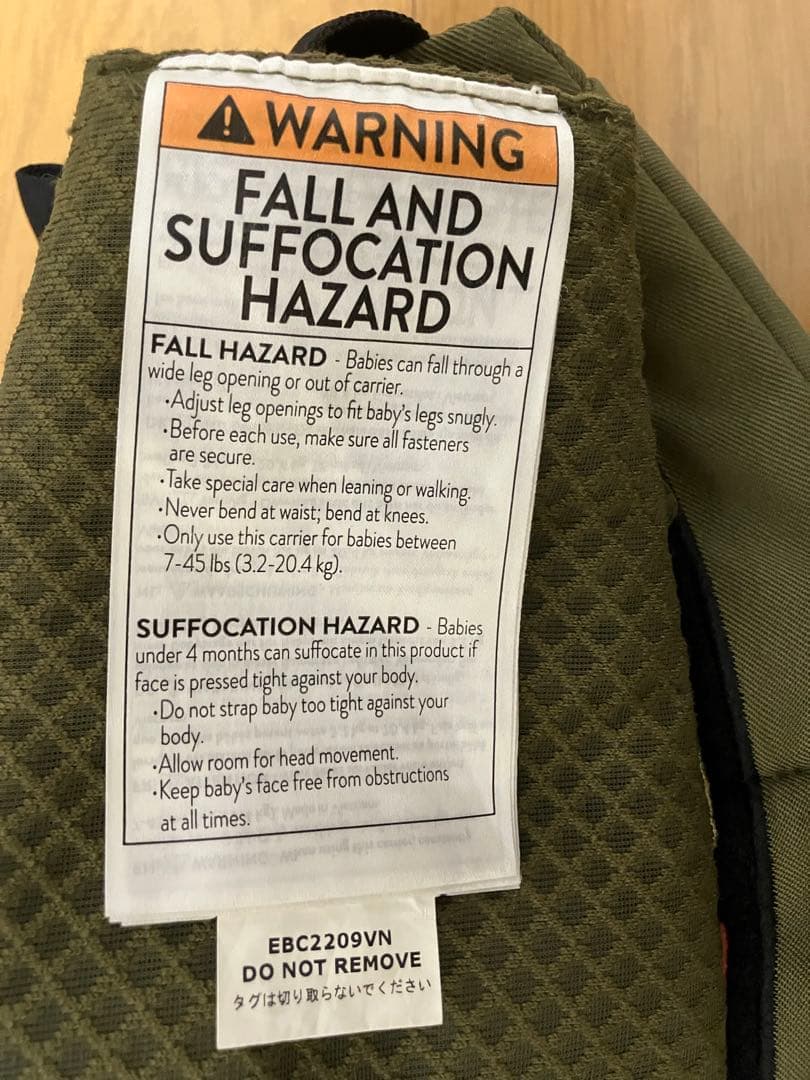 WARNING
FALL AND
SUFFOCATION
HAZARD
FALL HAZARD - Babies can fall through a
wide leg opening or out of carrier.
·Adjust leg openings to fit baby's legs snugly.
·Before each use, make sure all fasteners
are secure.
·Take special care when leaning or walking.
·Never bend at waist; bend at knees.
·Only use this carrier for babies between
7-45 lbs (3.2-20.4 kg).
SUFFOCATION HAZARD - Babies
under 4 months can suffocate in this product if
face is pressed tight against your body.
·Do not strap baby too tight against your
body.
·Allow room for head movement.
·Keep baby's face free from obstructions
at all times.
EBC2209VN
DO NOT REMOVE
タグは切り取らないでください